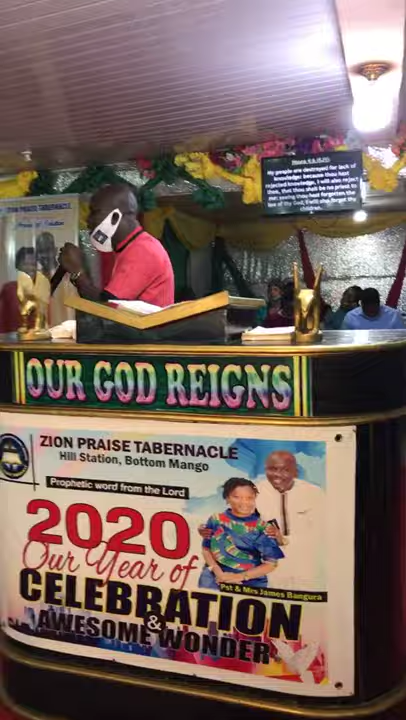 Hosea 4:6 (KJV)
My people are destroyed for lack of
knowledge: because thou hast
rejected knowledge, I will also reject
thee, that thou shalt be no priest to
me: seeing thou hast forgotten the
law of thy God, I will also forget thy
children.
OUR GOD REIGNS
ZION PRAISE TABERNACLE
Hill Station, Bottom Mango
Prophetic word from the Lord
2020
Our Year of
CELEBRATION
&
AWESOME WONDER
Pst & Mrs James Bangura